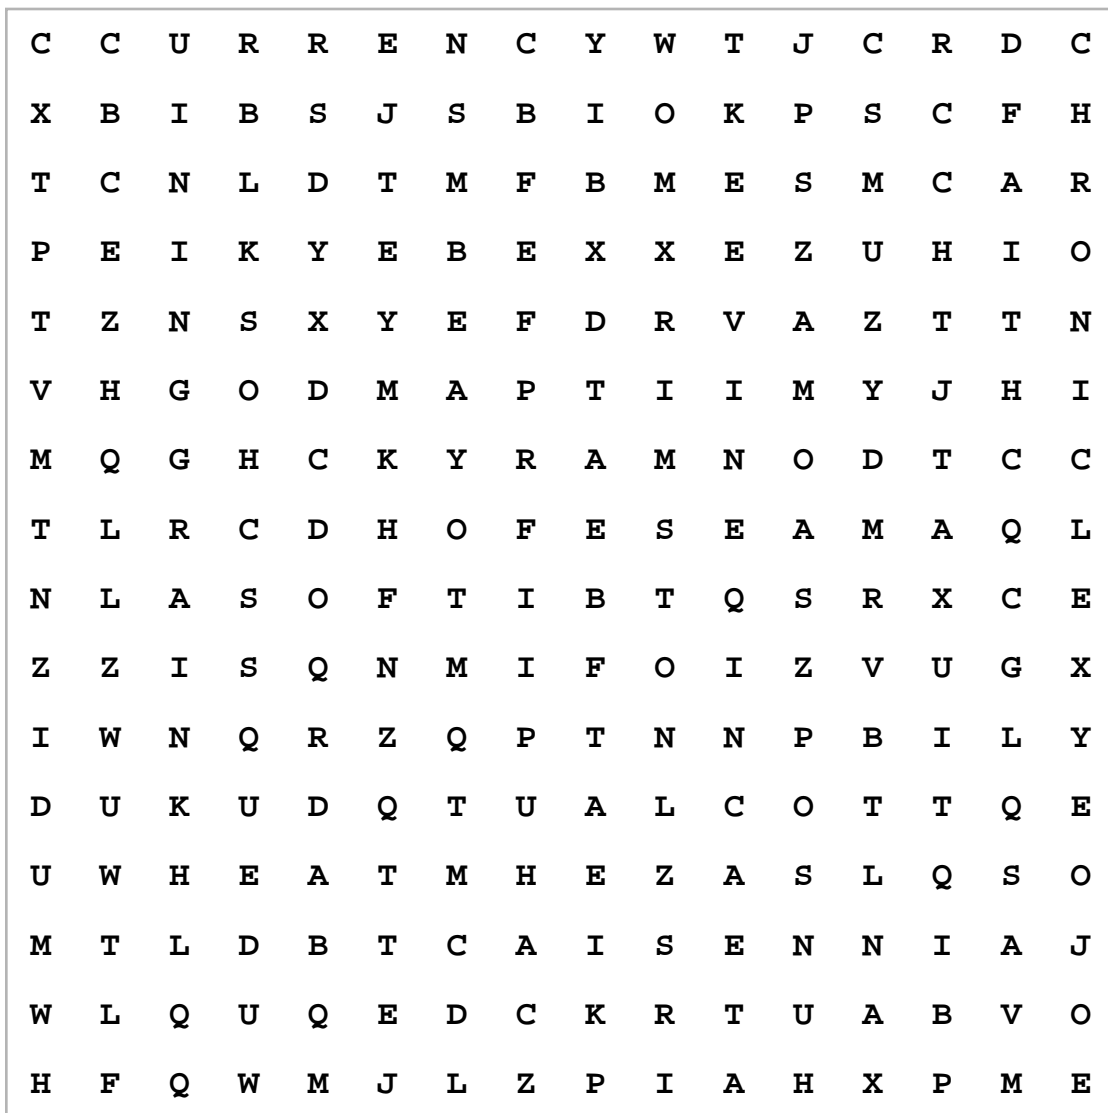 C C U R R E N C Y W T J C R D C
X B I B S J S B I O K P S C F H
T C N L D T M F B M E S M C A R
P E I K Y E B E X X E Z U H I O
T Z N S X Y E F D R V A Z T T N
V H G O D M A P T I I M Y J H I
M Q G H C K Y R A M N O D T C C
T L R C D H O F E S E A M A Q L
N L A S O F T I B T Q S R X C E
Z Z I S Q N M I F O I Z V U G X
I W N Q R Z Q P T N N P B I L Y
D U K U D Q T U A L C O T T Q E
U W H E A T M H E Z A S L Q S O
M T L D B T C A I S E N N I A J
W L Q U Q E D C K R T U A B V O
H F Q W M J L Z P I A H X P M E